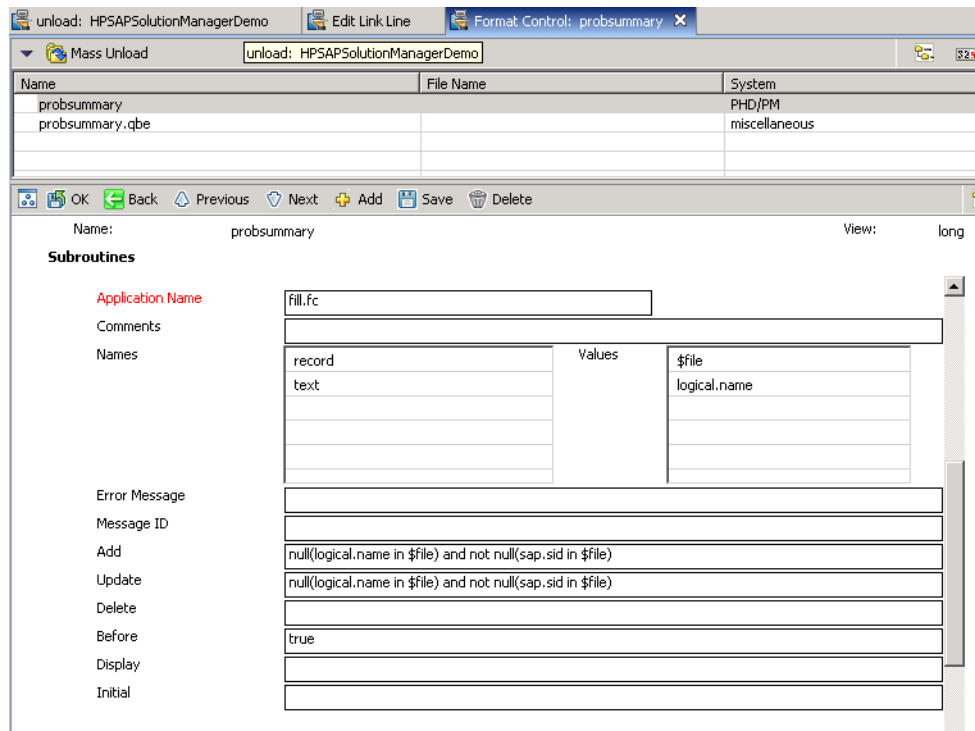 unload: HPSAPSolutionManagerDemo Edit Link Line Format Control: probsummary X
Mass Unload unload: HPSAPSolutionManagerDemo
Name File Name System
probsummary PHD/PM
probsummary.qbe miscellaneous
OK Back Previous Next Add Save Delete
Name: probsummary View: long
Subroutines
Application Name fill.fc
Comments
Names record Values $file
text logical.name
Error Message
Message ID
Add null(logical.name in $file) and not null(sap.sid in $file)
Update null(logical.name in $file) and not null(sap.sid in $file)
Delete
Before true
Display
Initial